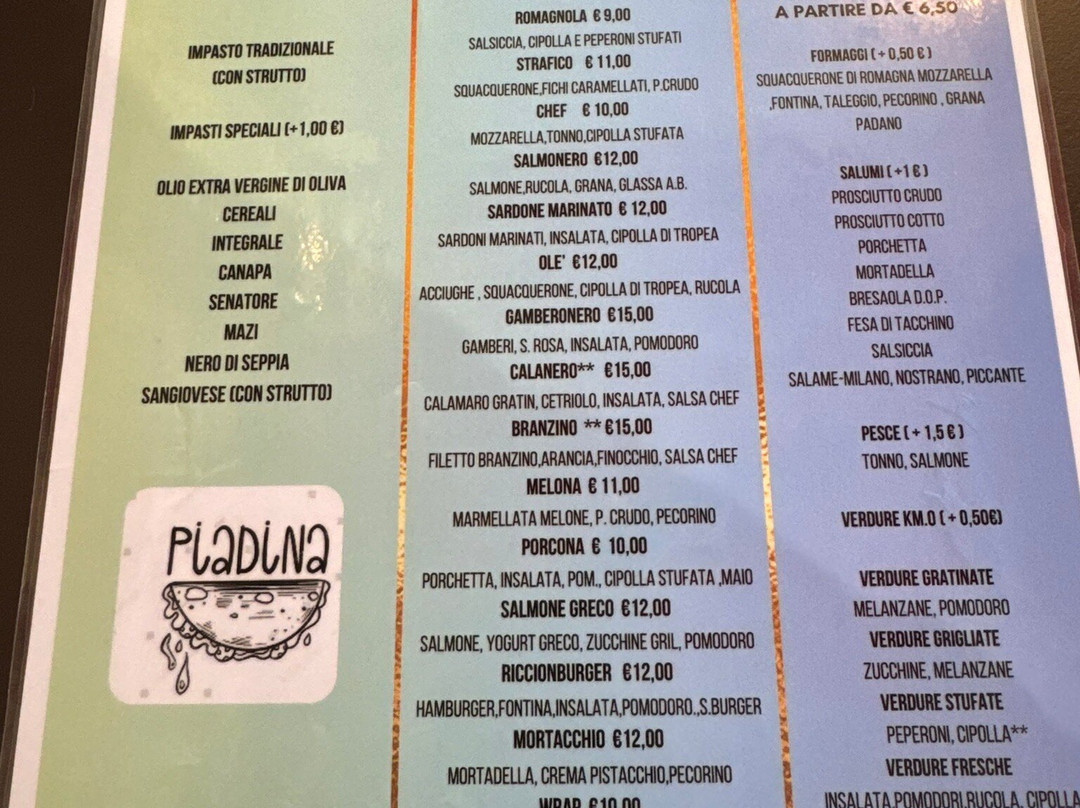 IMPASTO TRADIZIONALE
(CON STRUTTO)
IMPASTI SPECIALI (+1,00 €)
OLIO EXTRA VERGINE DI OLIVA
CEREALI
INTEGRALE
CANAPA
SENATORE
MAZI
NERO DI SEPPIA
SANGIOVESE (CON STRUTTO)
PiADiNa
ROMAGNOLA € 9,00
SALSICCIA, CIPOLLA E PEPERONI STUFATI
STRAFICO € 11,00
SQUACQUERONE,FICHI CARAMELLATI, P.CRUDO
CHEF € 10,00
MOZZARELLA,TONNO,CIPOLLA STUFATA
SALMONERO €12,00
SALMONE,RUCOLA, GRANA, GLASSA A.B.
SARDONE MARINATO € 12,00
SARDONI MARINATI, INSALATA, CIPOLLA DI TROPEA
OLE' €12,00
ACCIUGHE , SQUACQUERONE, CIPOLLA DI TROPEA, RUCOLA
GAMBERONERO €15,00
GAMBERI, S. ROSA, INSALATA, POMODORO
CALANERO** €15,00
CALAMARO GRATIN, CETRIOLO, INSALATA, SALSA CHEF
BRANZINO **€15,00
FILETTO BRANZINO,ARANCIA,FINOCCHIO, SALSA CHEF
MELONA € 11,00
MARMELLATA MELONE, P. CRUDO, PECORINO
PORCONA € 10,00
PORCHETTA, INSALATA, POM., CIPOLLA STUFATA ,MAIO
SALMONE GRECO €12,00
SALMONE, YOGURT GRECO, ZUCCHINE GRIL, POMODORO
RICCIONBURGER €12,00
HAMBURGER,FONTINA,INSALATA,POMODORO.,S.BURGER
MORTACCHIO €12,00
MORTADELLA, CREMA PISTACCHIO,PECORINO
WRAP €10,00
A PARTIRE DA € 6,50
FORMAGGI ( + 0,50 € )
SQUACQUERONE DI ROMAGNA MOZZARELLA
,FONTINA, TALEGGIO, PECORINO , GRANA
PADANO
SALUMI ( +1 € )
PROSCIUTTO CRUDO
PROSCIUTTO COTTO
PORCHETTA
MORTADELLA
BRESAOLA D.O.P.
FESA DI TACCHINO
SALSICCIA
SALAME-MILANO, NOSTRANO, PICCANTE
PESCE ( + 1,5 € )
TONNO, SALMONE
VERDURE KM.0 ( + 0,50€)
VERDURE GRATINATE
MELANZANE, POMODORO
VERDURE GRIGLIATE
ZUCCHINE, MELANZANE
VERDURE STUFATE
PEPERONI, CIPOLLA**
VERDURE FRESCHE
INSALATA,POMODORI,RUCOLA, CIPOLLA